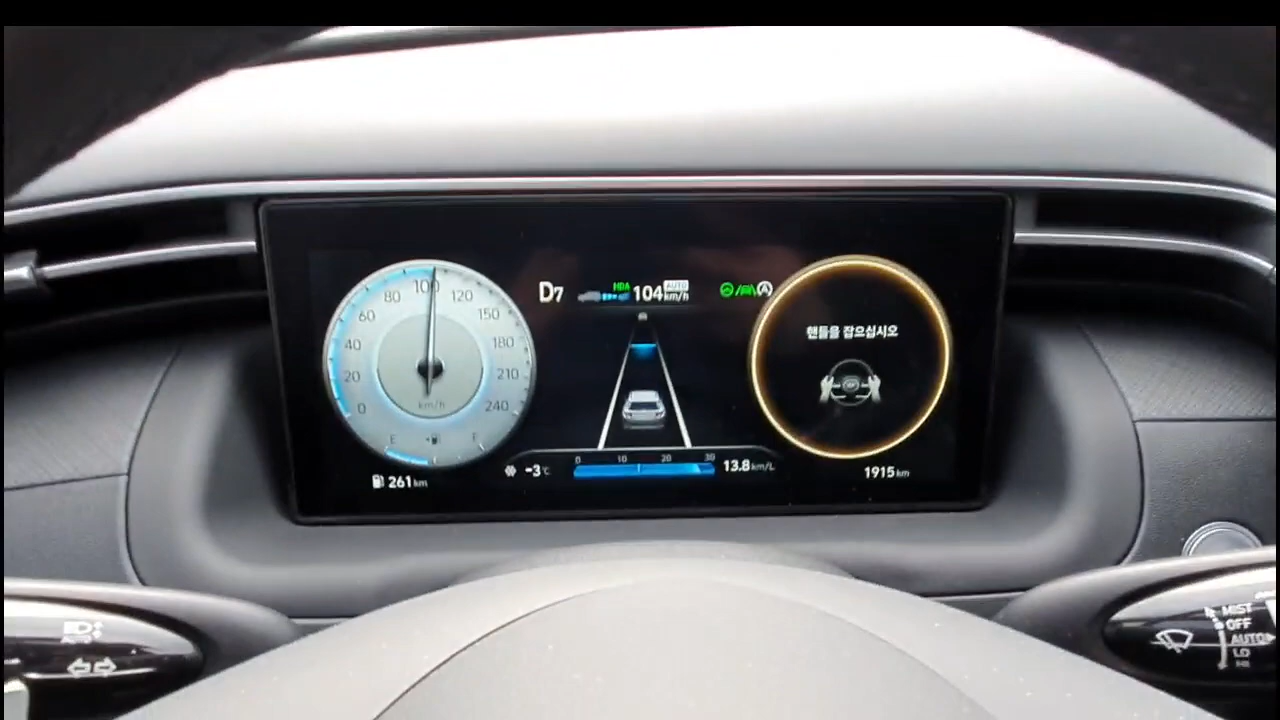 0
20
40
60
80
100
120
150
180
210
240
km/h
E
F
261 km
D7
HDA
104
AUTO
km/h
A
핸들을 잡으십시오
-3℃
0 10 20 30
13.8 km/L
1915 km
MIST
OFF
AUTO
LO
HI